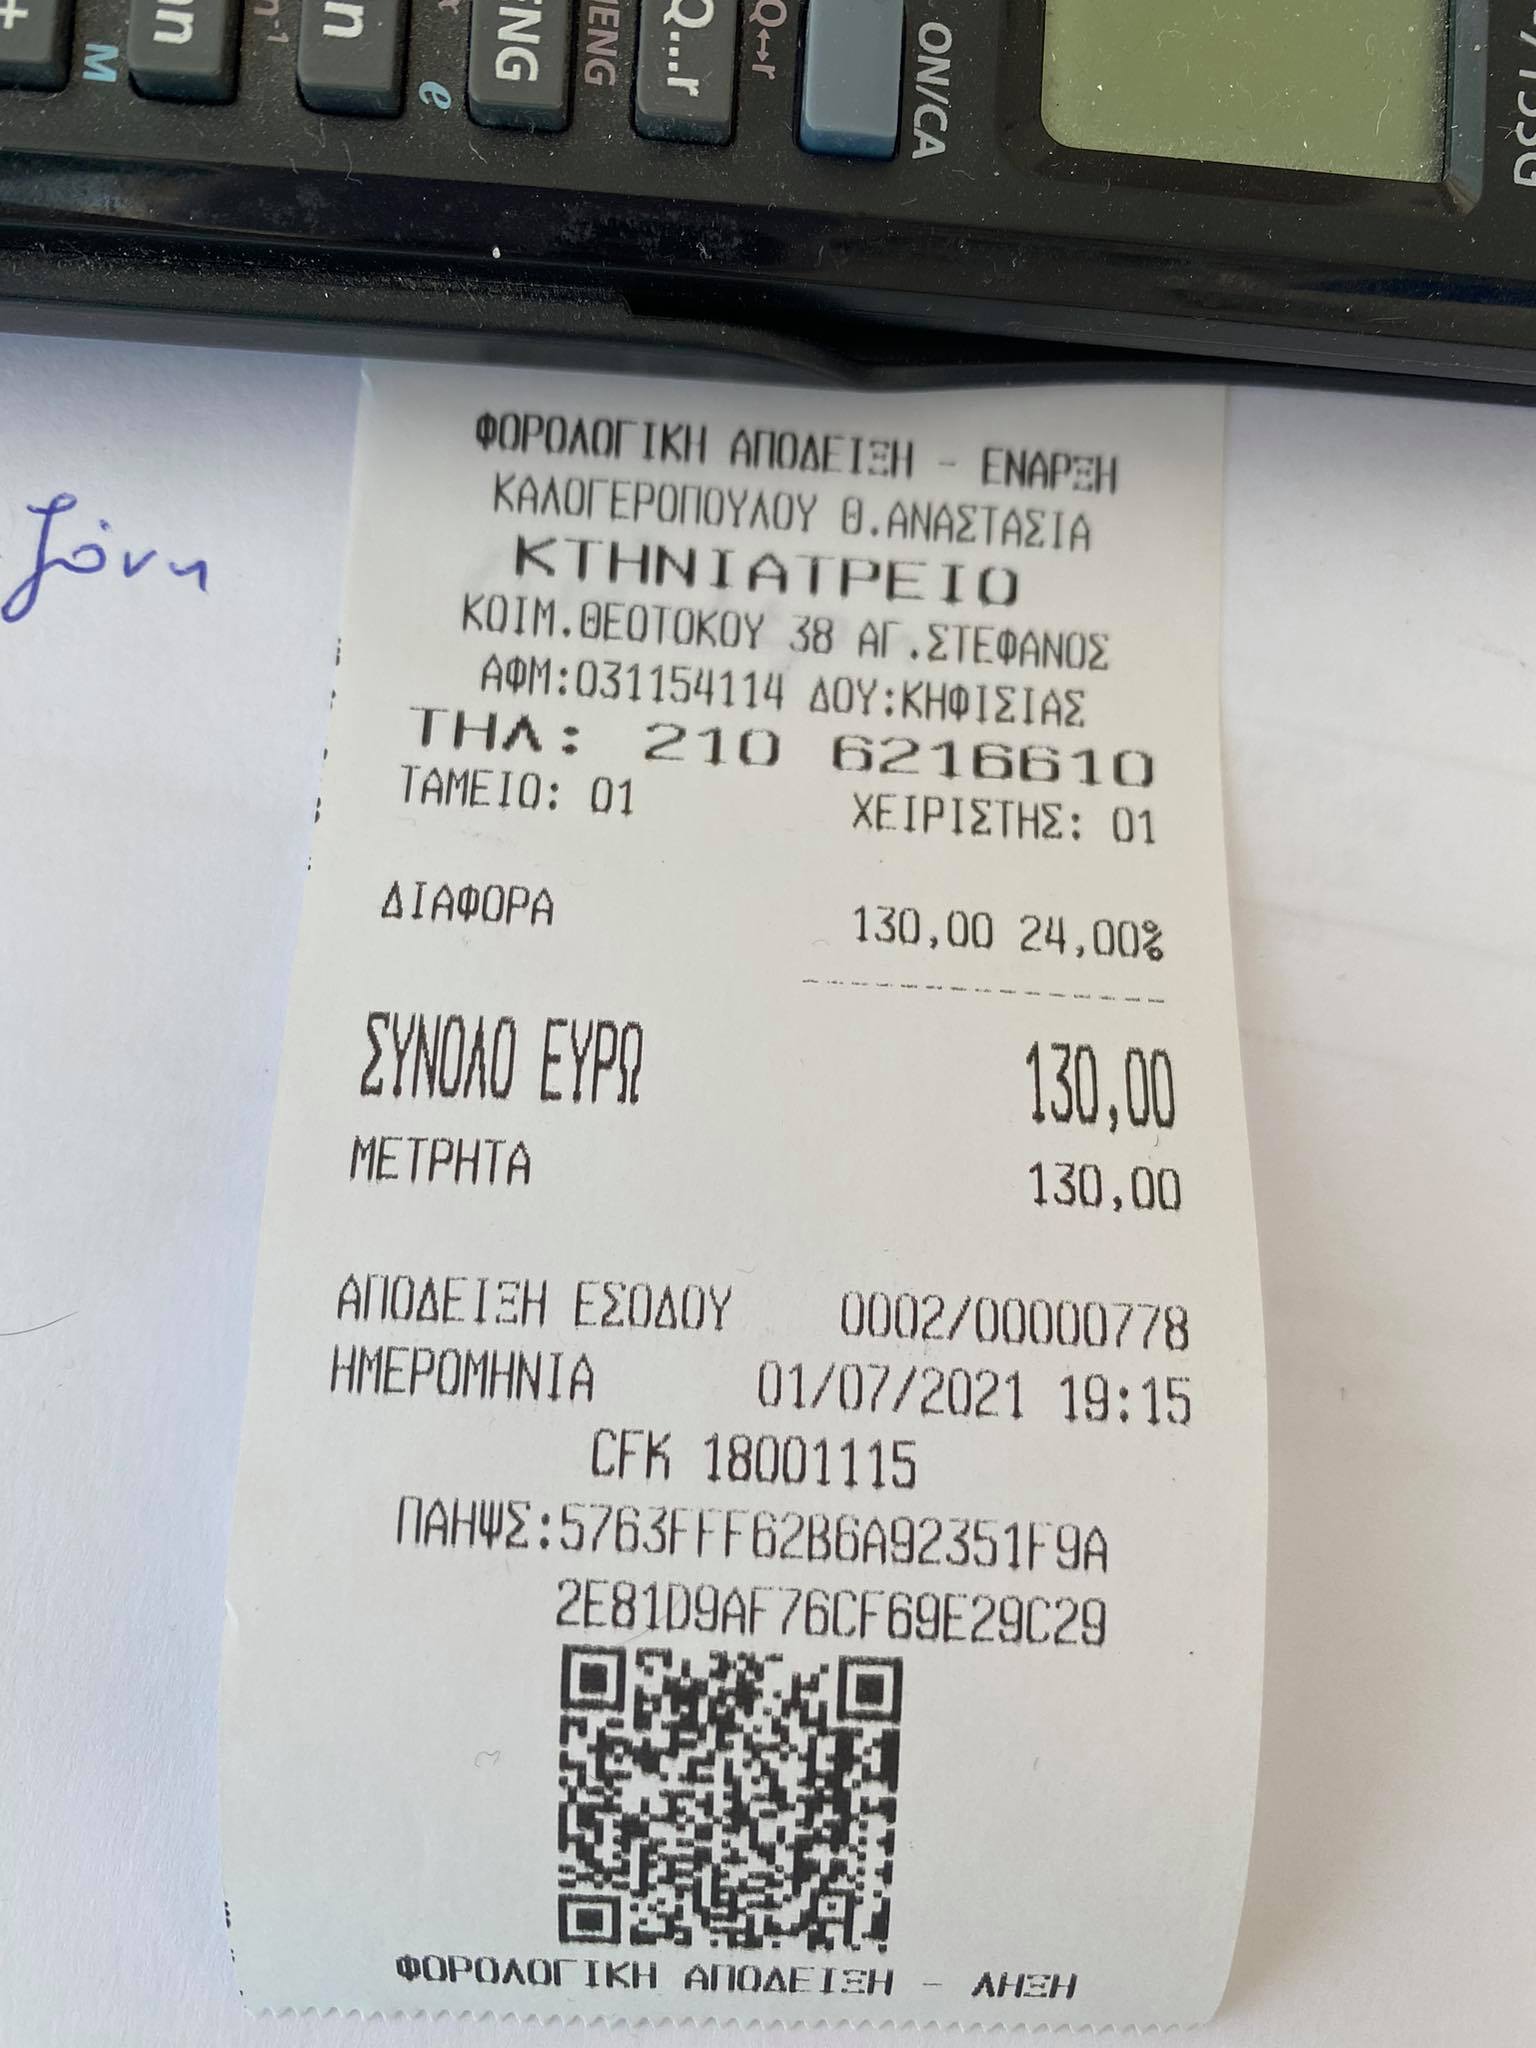 +
M
n
e
ENG
ENG
Q...r
Q↔r
ON/CA
ζώνη
ΦΟΡΟΛΟΓΙΚΗ ΑΠΟΔΕΙΞΗ - ΕΝΑΡΞΗ
ΚΑΛΟΓΕΡΟΠΟΥΛΟΥ Θ.ΑΝΑΣΤΑΣΙΑ
ΚΤΗΝΙΑΤΡΕΙΟ
ΚΟΙΜ.ΘΕΟΤΟΚΟΥ 38 ΑΓ.ΣΤΕΦΑΝΟΣ
ΑΦΜ:031154114 ΔΟΥ:ΚΗΦΙΣΙΑΣ
ΤΗΛ: 210 6216610
ΤΑΜΕΙΟ: 01 ΧΕΙΡΙΣΤΗΣ: 01
ΔΙΑΦΟΡΑ 130,00 24,00%
ΣΥΝΟΛΟ ΕΥΡΩ 130,00
ΜΕΤΡΗΤΑ 130,00
ΑΠΟΔΕΙΞΗ ΕΣΟΔΟΥ 0002/00000778
ΗΜΕΡΟΜΗΝΙΑ 01/07/2021 19:15
CFK 18001115
ΠΑΗΨΣ:5763FFF62B6A92351F9A
2E81D9AF76CF69E29C29
ΦΟΡΟΛΟΓΙΚΗ ΑΠΟΔΕΙΞΗ - ΛΗΞΗ